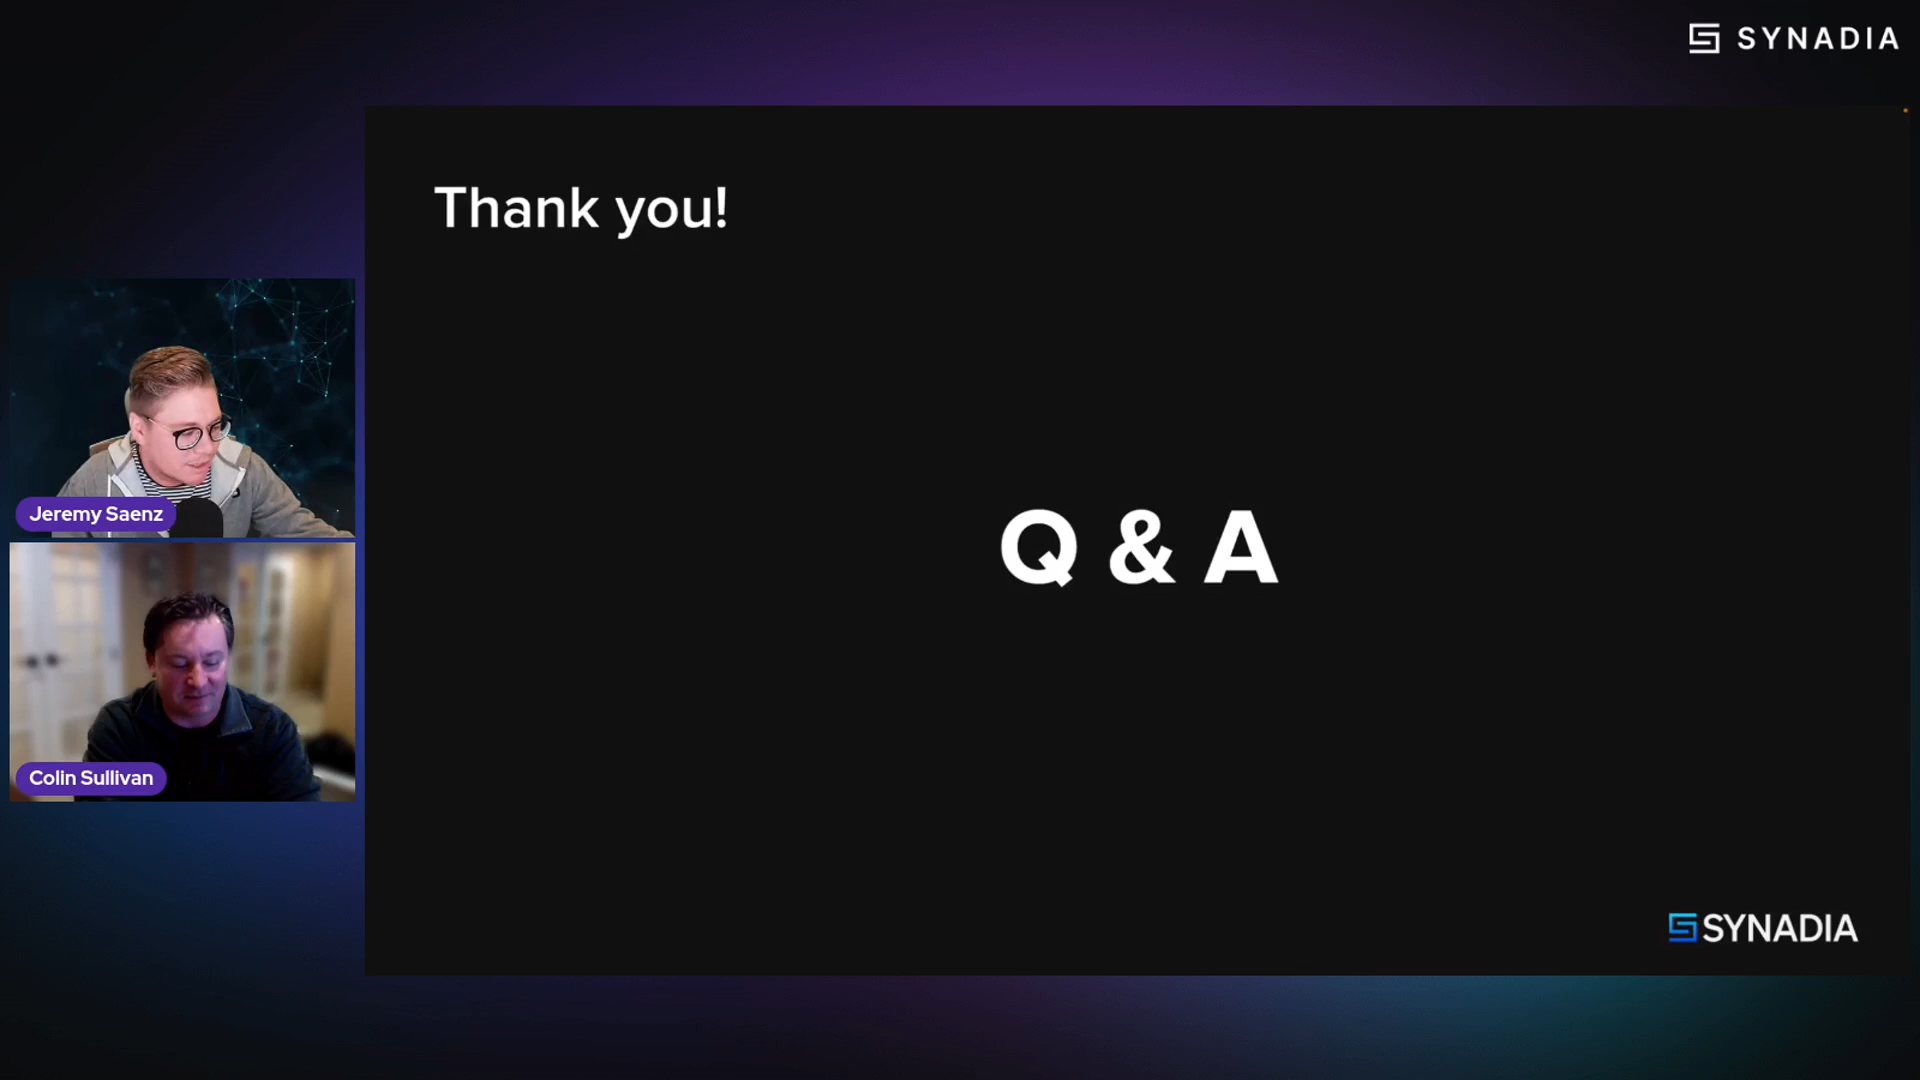 SYNADIA
Thank you!
Q & A
Jeremy Saenz
Colin Sullivan
SYNADIA